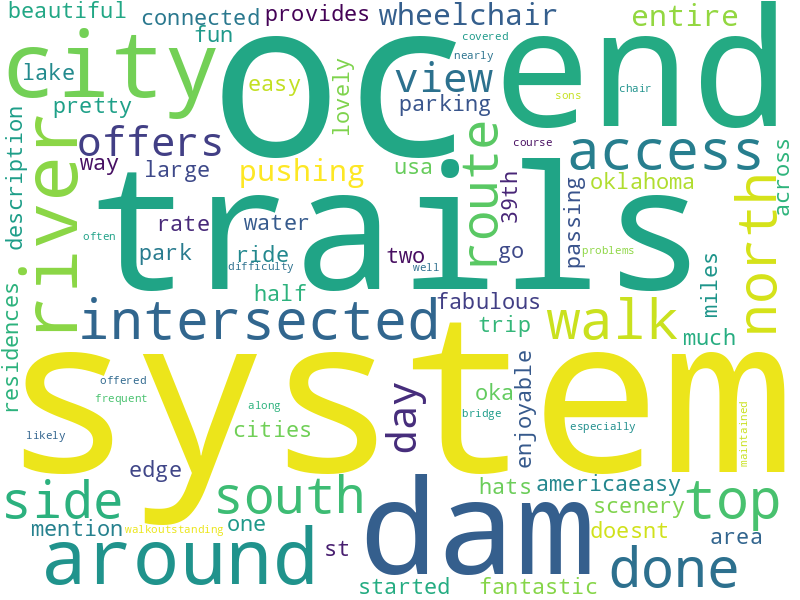 beautiful
connected
provides
wheelchair
entire
fun
covered
city
oc
end
nearly
lake
easy
lovely
view
chair
sons
pretty
parking
description
river
offers
course
access
way
large
pushing
usa
route
39th
passing
oklahoma
across
trails
north
often
rate
water
park
ride
two
go
problems
difficulty
well
half
fabulous
miles
residences
intersected
trip
walk
much
system
offered
frequent
day
enjoyable
oka
along
bridge
especially
maintained
likely
cities
edge
side
south
dam
hats
americaeasy
scenery
top
mention
walkoutstanding
one
doesnt
area
around
st
done
started
fantastic